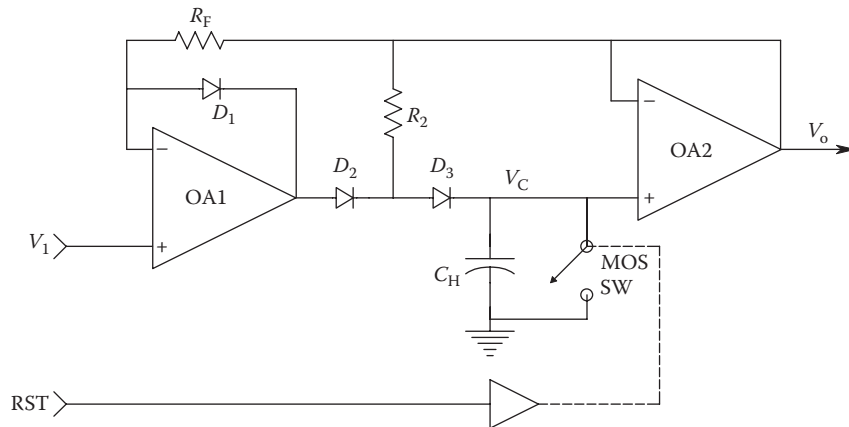 R_F
D_1
R_2
−
OA1
+
V_1
D_2
D_3
V_C
−
OA2
+
V_o
C_H
MOS
SW
RST